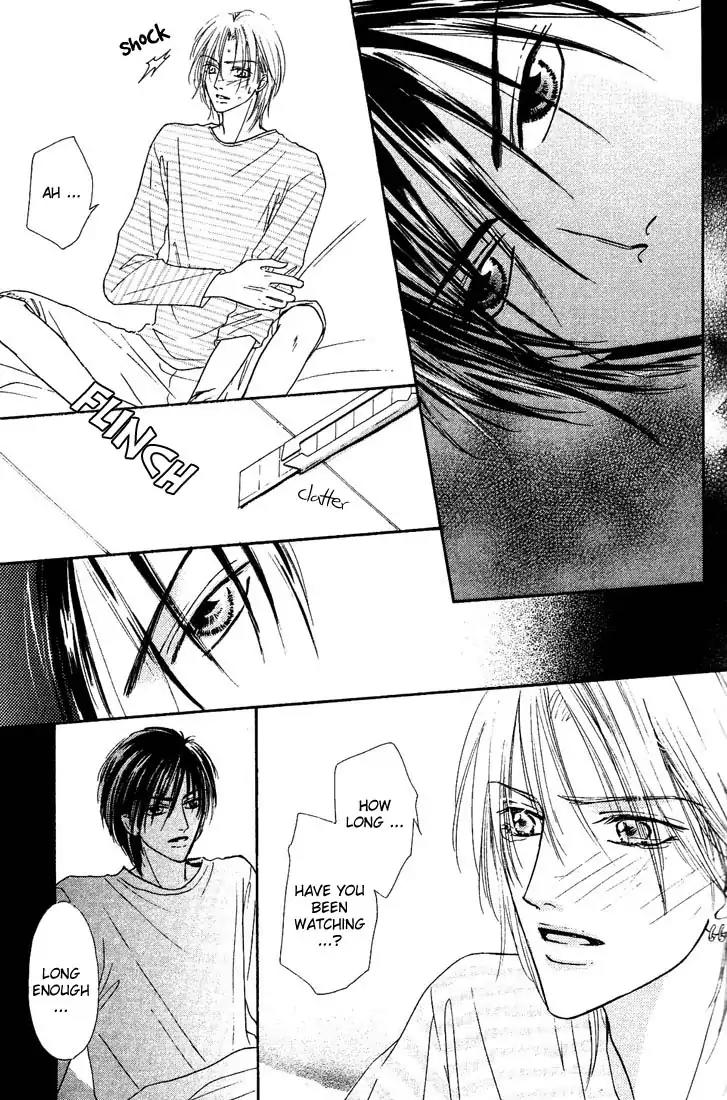 Shock
AH ...
FLINCH
clatter
HOW
LONG ...
HAVE YOU
BEEN
WATCHING
...?
LONG
ENOUGH
...